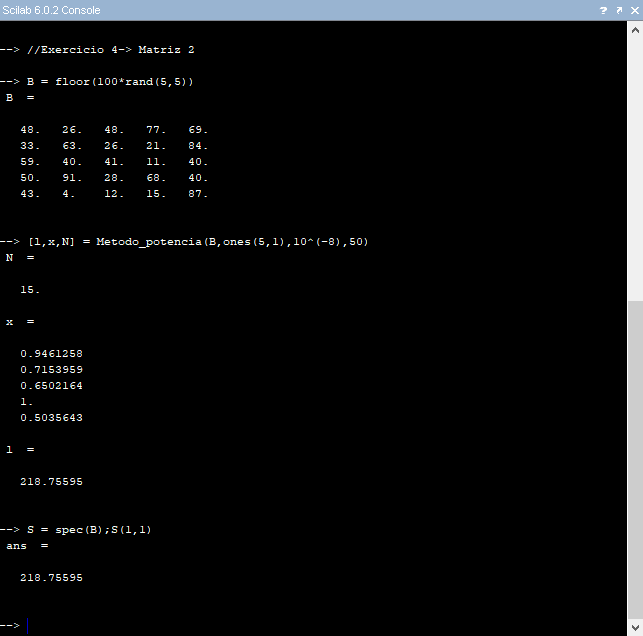 Scilab 6.0.2 Console
--> //Exercicio 4-> Matriz 2
--> B = floor(100*rand(5,5))
B =
48. 26. 48. 77. 69.
33. 63. 26. 21. 84.
59. 40. 41. 11. 40.
50. 91. 28. 68. 40.
43. 4. 12. 15. 87.
--> [l,x,N] = Metodo_potencia(B,ones(5,1),10^(-8),50)
N =
15.
x =
0.9461258
0.7153959
0.6502164
1.
0.5035643
l =
218.75595
--> S = spec(B);S(1,1)
ans =
218.75595
-->